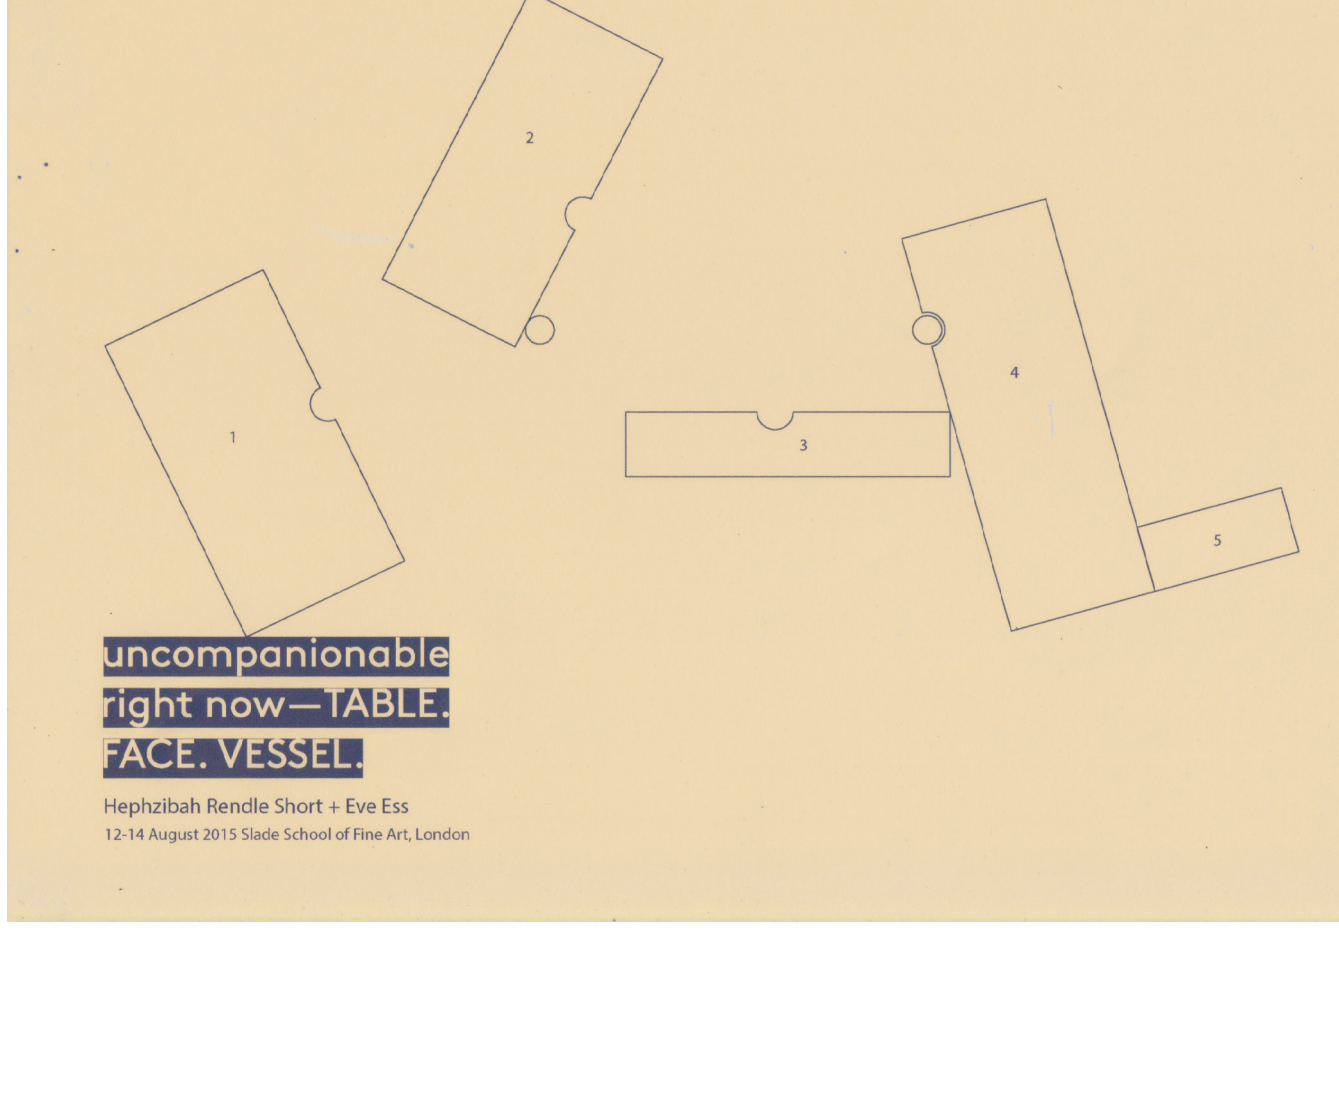 2
1
4
3
5
uncompanionable
right now—TABLE.
FACE. VESSEL.
Hephzibah Rendle Short + Eve Ess
12-14 August 2015 Slade School of Fine Art, London